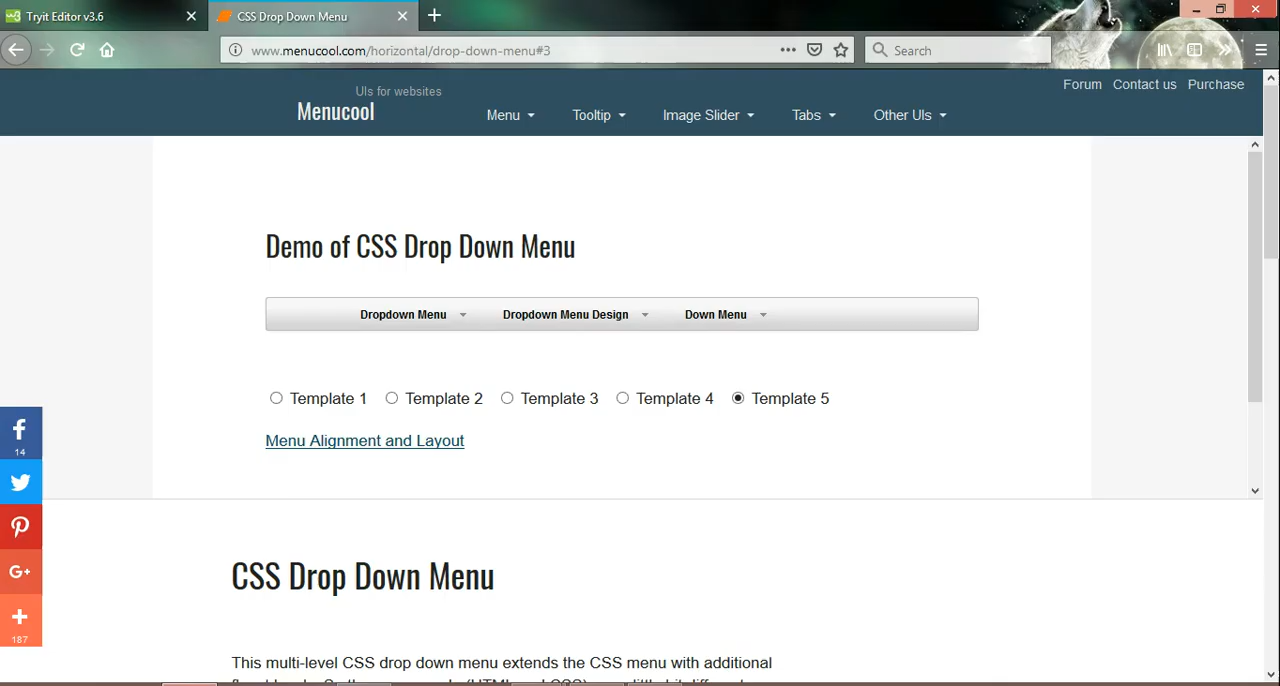 Tryit Editor v3.6
CSS Drop Down Menu
www.menucool.com/horizontal/drop-down-menu#3
Search
Forum Contact us Purchase
UIs for websites
Menucool
Menu Tooltip Image Slider Tabs Other UIs
Demo of CSS Drop Down Menu
Dropdown Menu Dropdown Menu Design Down Menu
Template 1 Template 2 Template 3 Template 4 Template 5
Menu Alignment and Layout
14
G+
187
CSS Drop Down Menu
This multi-level CSS drop down menu extends the CSS menu with additional